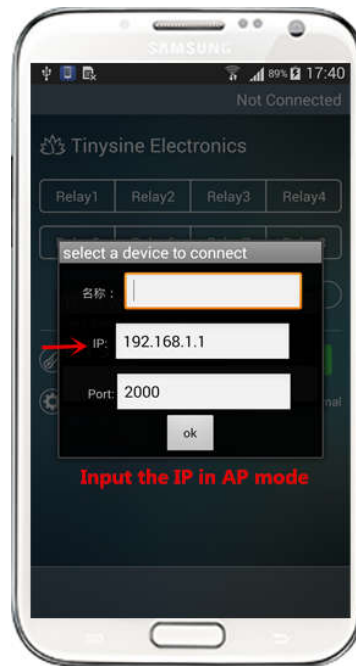 SAMSUNG
89% 17:40
Not Connected
Tinysine Electronics
Relay1 Relay2 Relay3 Relay4
select a device to connect
名称：
IP: 192.168.1.1
Port: 2000
ok
Input the IP in AP mode